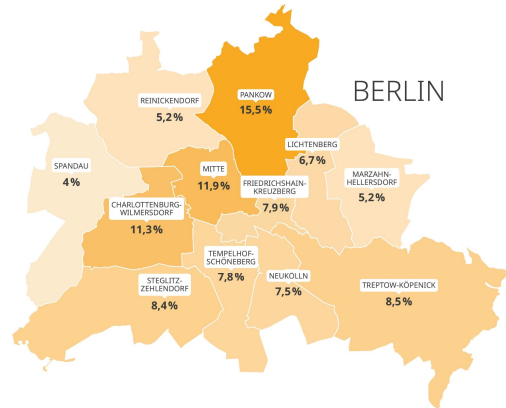 BERLIN
PANKOW
15,5%
REINICKENDORF
5,2%
LICHTENBERG
6,7%
SPANDAU
4%
MITTE
11,9%
MARZAHN-
HELLERSDORF
5,2%
FRIEDRICHSHAIN-
KREUZBERG
7,9%
CHARLOTTENBURG-
WILMERSDORF
11,3%
TEMPELHOF-
SCHÖNEBERG
7,8%
NEUKÖLLN
7,5%
STEGLITZ-
ZEHLENDORF
8,4%
TREPTOW-KÖPENICK
8,5%